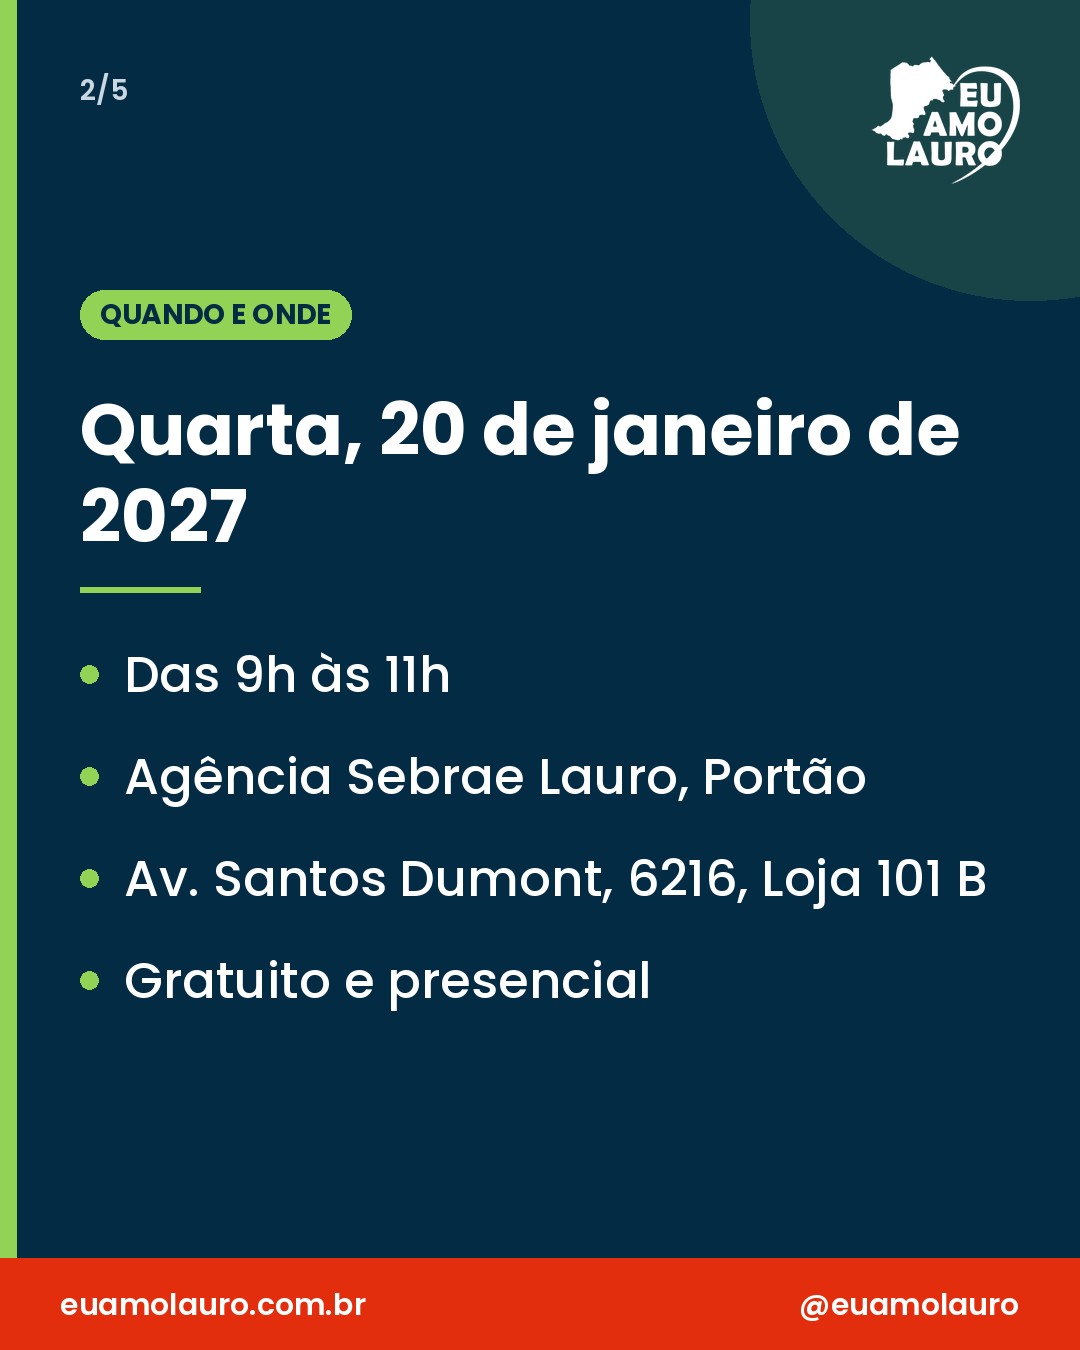 2/5
EU
AMO
LAURO
QUANDO E ONDE
Quarta, 20 de janeiro de
2027
Das 9h às 11h
Agência Sebrae Lauro, Portão
Av. Santos Dumont, 6216, Loja 101 B
Gratuito e presencial
euamolauro.com.br
@euamolauro